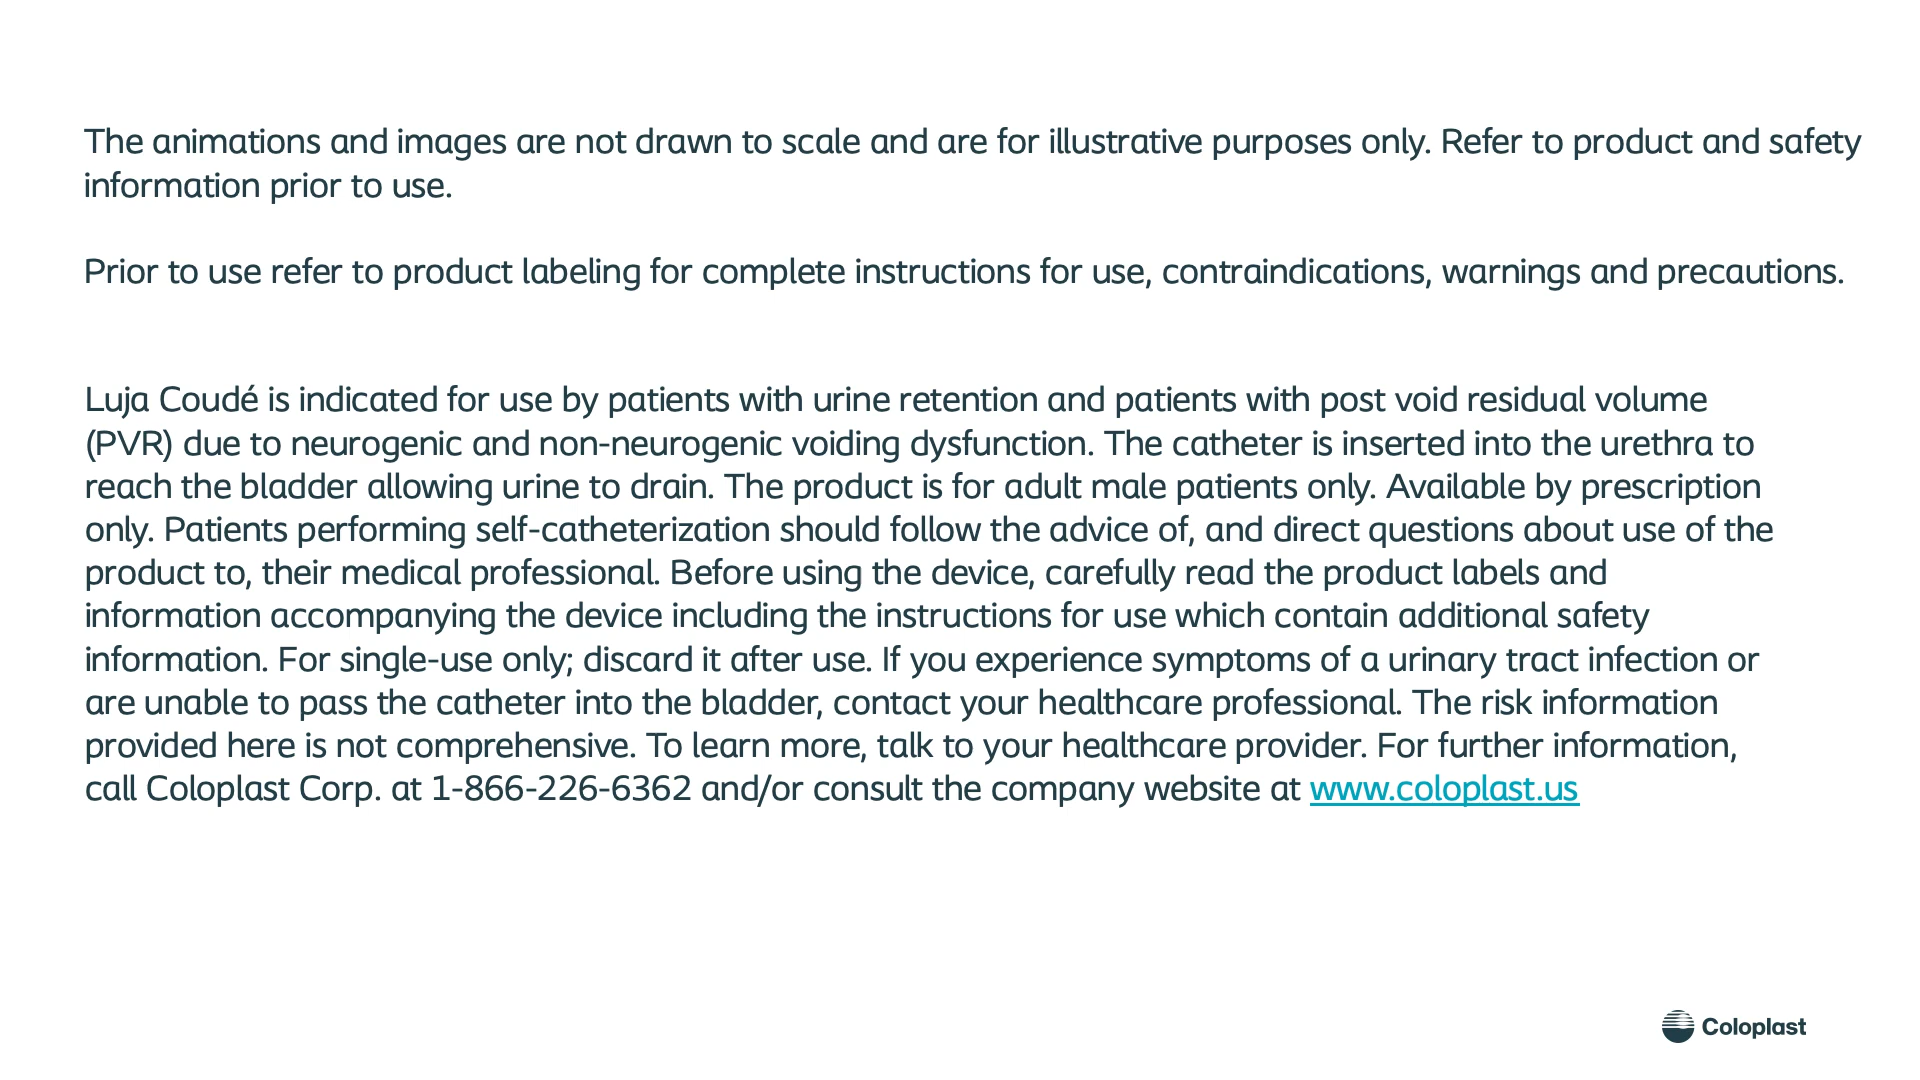 The animations and images are not drawn to scale and are for illustrative purposes only. Refer to product and safety
information prior to use.
Prior to use refer to product labeling for complete instructions for use, contraindications, warnings and precautions.
Luja Coudé is indicated for use by patients with urine retention and patients with post void residual volume
(PVR) due to neurogenic and non-neurogenic voiding dysfunction. The catheter is inserted into the urethra to
reach the bladder allowing urine to drain. The product is for adult male patients only. Available by prescription
only. Patients performing self-catheterization should follow the advice of, and direct questions about use of the
product to, their medical professional. Before using the device, carefully read the product labels and
information accompanying the device including the instructions for use which contain additional safety
information. For single-use only; discard it after use. If you experience symptoms of a urinary tract infection or
are unable to pass the catheter into the bladder, contact your healthcare professional. The risk information
provided here is not comprehensive. To learn more, talk to your healthcare provider. For further information,
call Coloplast Corp. at 1-866-226-6362 and/or consult the company website at www.coloplast.us
Coloplast